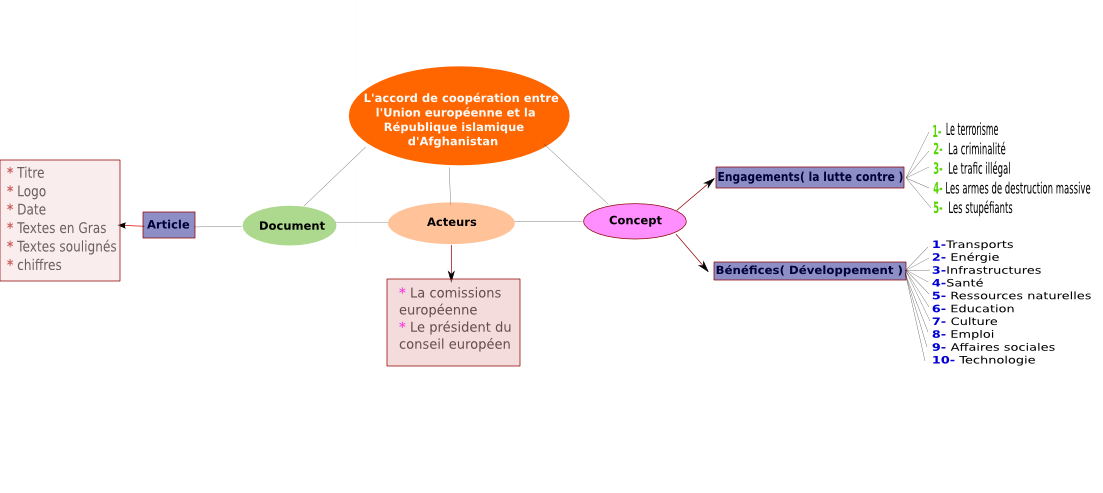 L'accord de coopération entre
l'Union européenne et la
République islamique
d'Afghanistan
* Titre
* Logo
* Date
* Textes en Gras
* Textes soulignés
* chiffres
Article
Document
Acteurs
* La comissions
européenne
* Le président du
conseil européen
Concept
Engagements( la lutte contre )
1- Le terrorisme
2- La criminalité
3- Le trafic illégal
4- Les armes de destruction massive
5- Les stupéfiants
Bénéfices( Développement )
1-Transports
2- Energie
3-Infrastructures
4-Santé
5- Ressources naturelles
6- Education
7- Culture
8- Emploi
9- Affaires sociales
10- Technologie